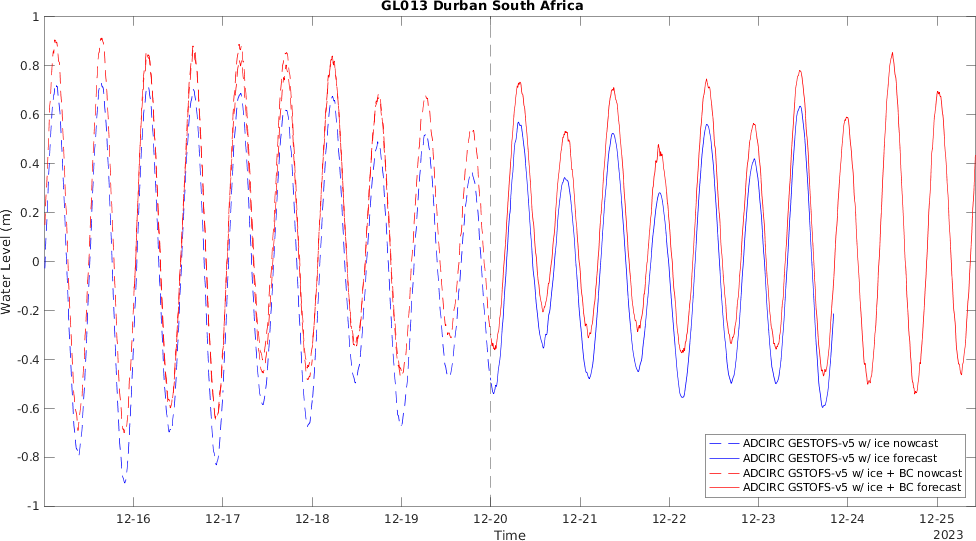 GL013 Durban South Africa
1
0.8
0.6
0.4
0.2
0
-0.2
-0.4
-0.6
-0.8
-1
Water Level (m)
12-16 12-17 12-18 12-19 12-20 12-21 12-22 12-23 12-24 12-25
Time
2023
ADCIRC GESTOFS-v5 w/ ice nowcast
ADCIRC GESTOFS-v5 w/ ice forecast
ADCIRC GSTOFS-v5 w/ ice + BC nowcast
ADCIRC GSTOFS-v5 w/ ice + BC forecast